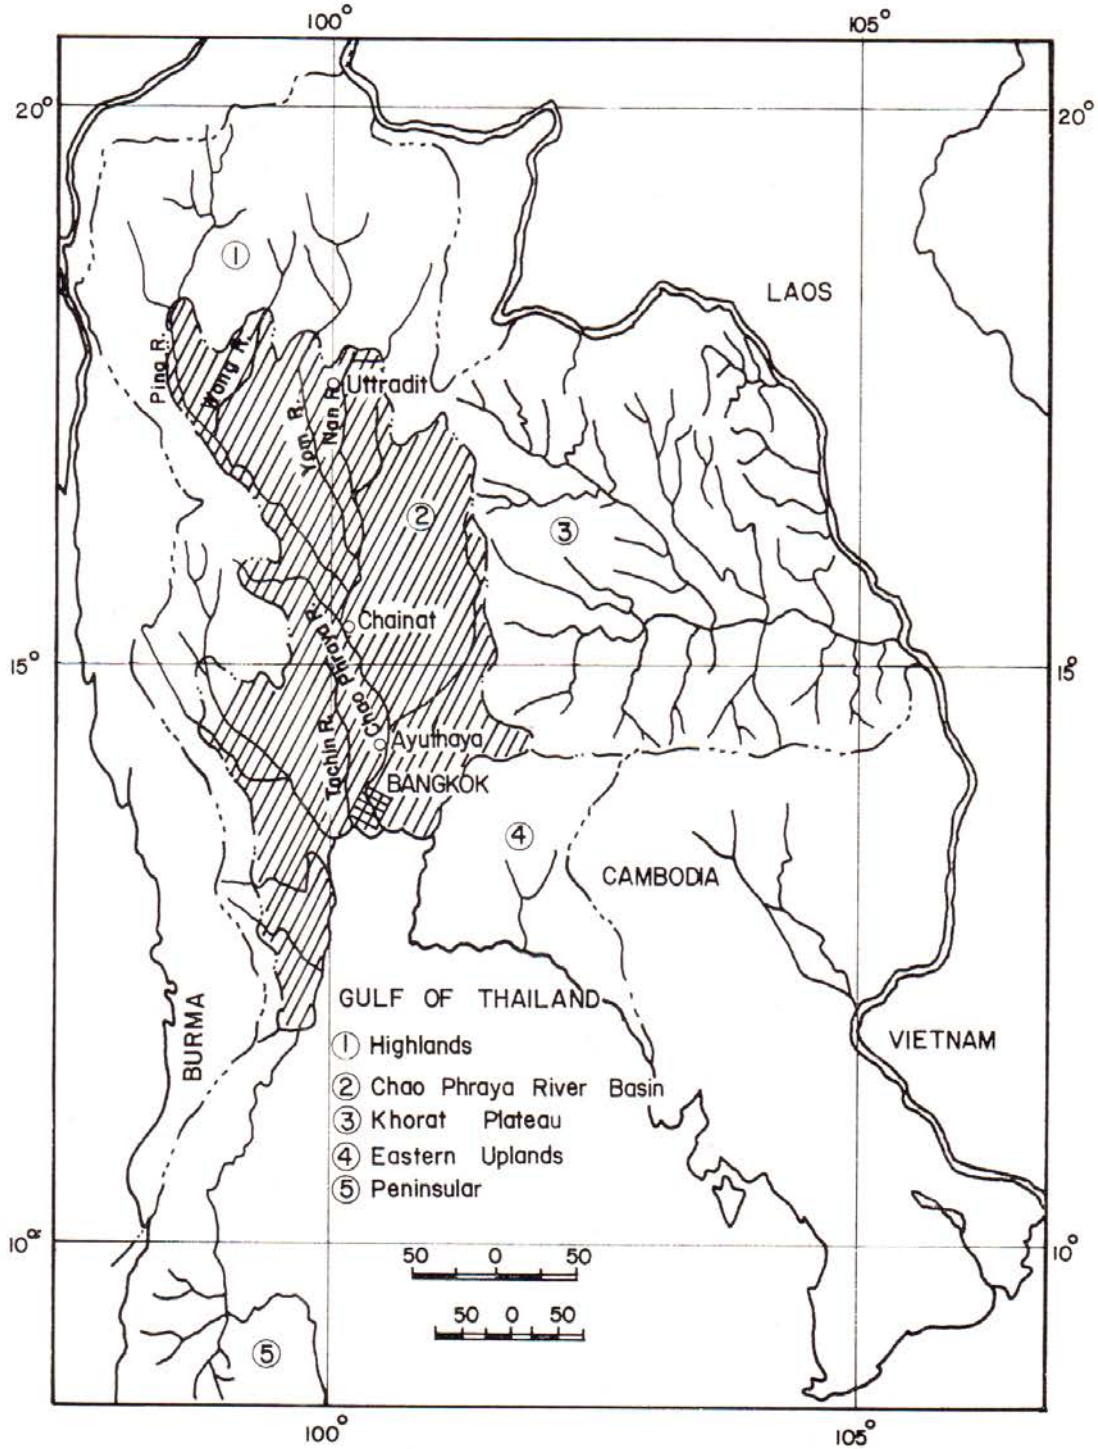 100°
105°
20°
20°
①
LAOS
Ping R.
Wang R.
Uttradit
Yom R.
Nan R.
②
③
Chao Phraya R.
Chainat
15°
15°
Tachin R.
Ayuthaya
BANGKOK
④
CAMBODIA
GULF OF THAILAND
BURMA
VIETNAM
① Highlands
② Chao Phraya River Basin
③ Khorat Plateau
④ Eastern Uplands
⑤ Peninsular
10°
10°
50 0 50
50 0 50
⑤
100°
105°